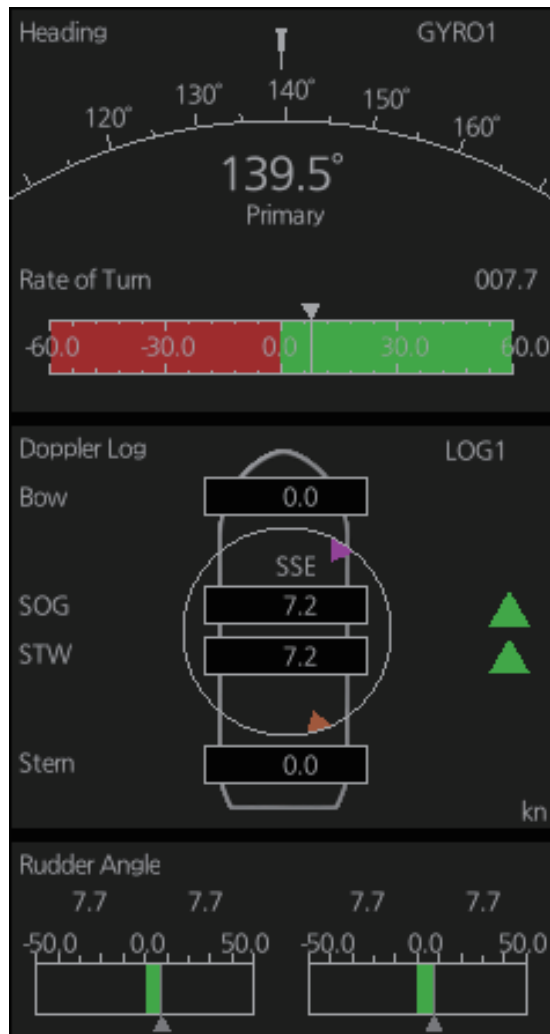 Heading GYRO1
120° 130° 140° 150° 160°
139.5°
Primary
Rate of Turn 007.7
-60.0 -30.0 0.0 30.0 60.0
Doppler Log LOG1
Bow 0.0
SSE
SOG 7.2
STW 7.2
Stern 0.0
kn
Rudder Angle
7.7 7.7 7.7 7.7
-50.0 0.0 50.0 -50.0 0.0 50.0